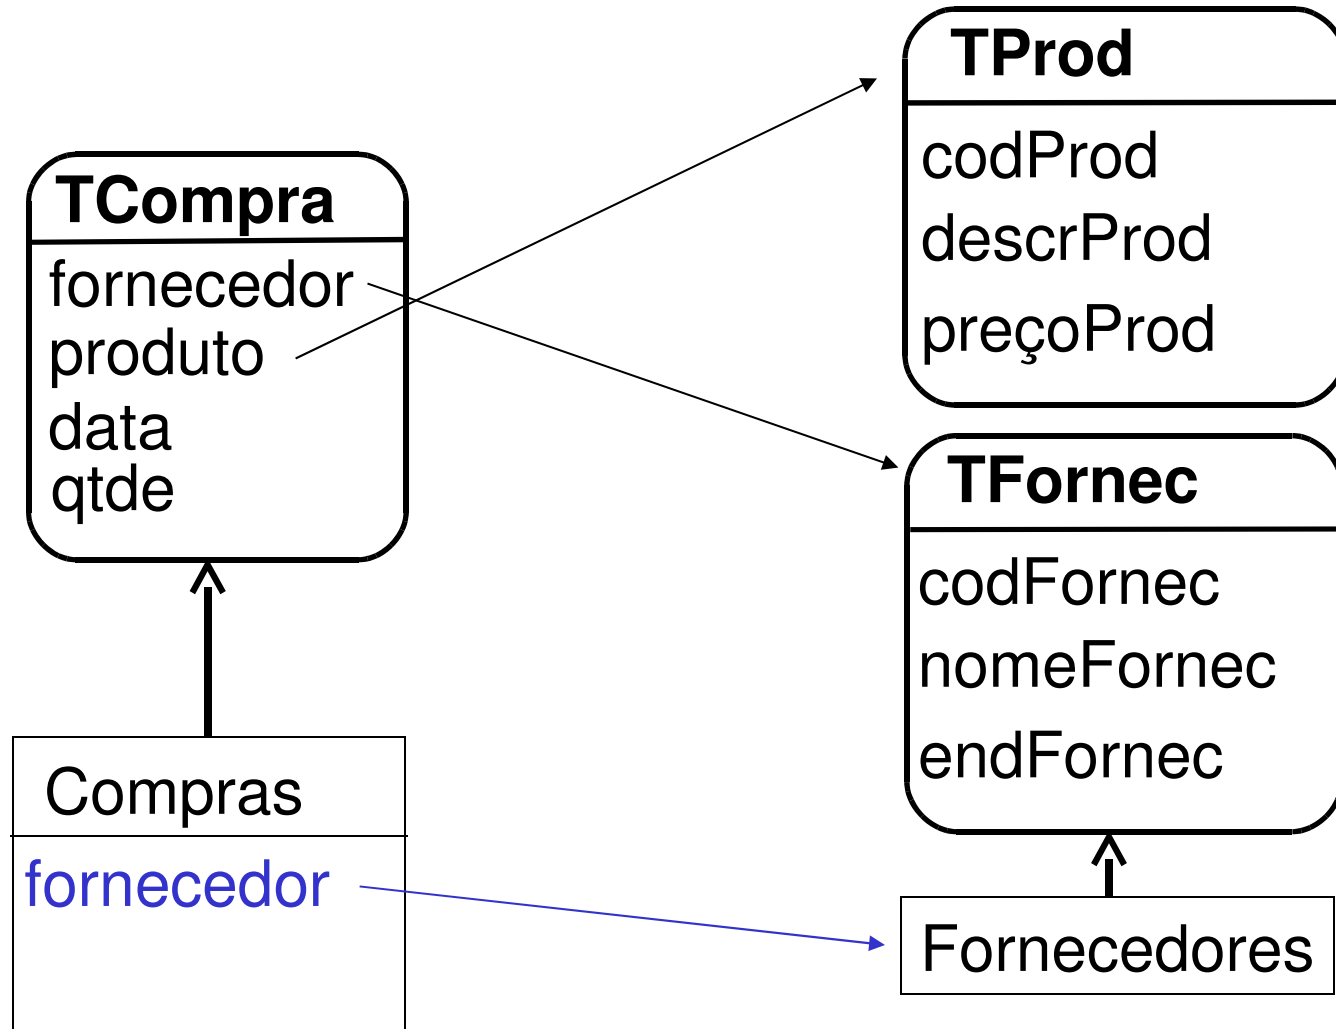 TCompra
fornecedor
produto
data
qtde
TProd
codProd
descrProd
preçoProd
TFornec
codFornec
nomeFornec
endFornec
Compras
fornecedor
Fornecedores